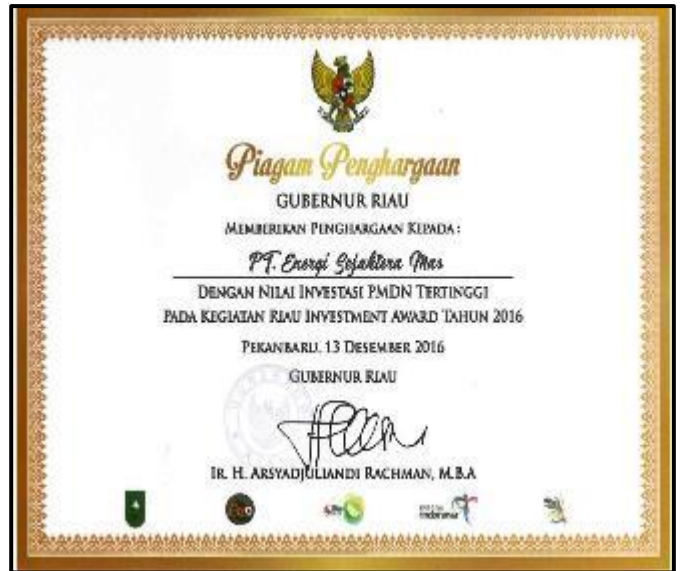 Piagam Penghargaan
GUBERNUR RIAU
MEMBERIKAN PENGHARGAAN KEPADA :
PT. Energi Sejahtera Mas
DENGAN NILAI INVESTASI PMDN TERTINGGI
PADA KEGIATAN RIAU INVESTMENT AWARD TAHUN 2016
PEKANBARU, 13 DESEMBER 2016
GUBERNUR RIAU
IR. H. ARSYADJULIANDI RACHMAN, M.B.A